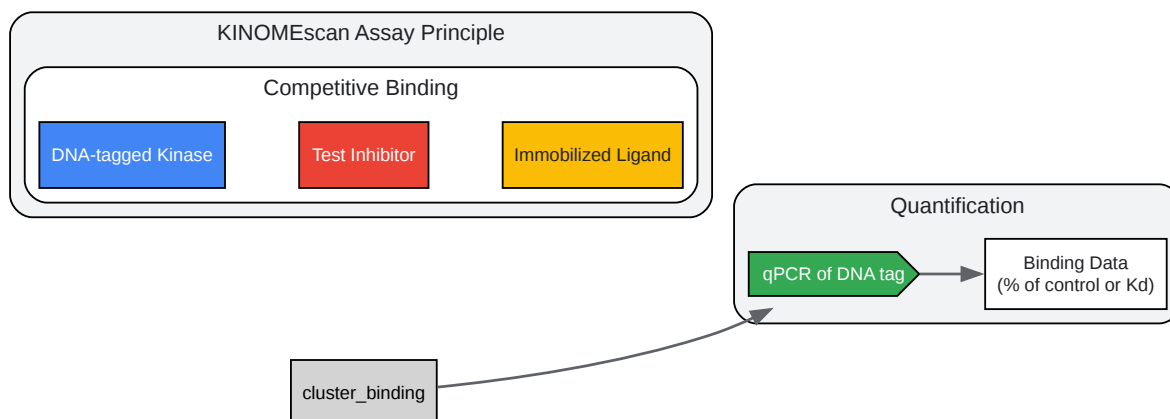 KINOMEscan Assay Principle
Competitive Binding
DNA-tagged Kinase
Test Inhibitor
Immobilized Ligand
Quantification
qPCR of DNA tag
Binding Data
(% of control or Kd)
cluster_binding